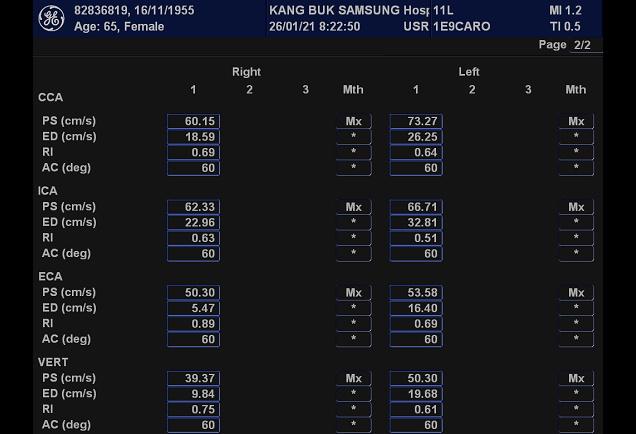 82836819, 16/11/1955 KANG BUK SAMSUNG Hosp 11L MI 1.2
Age: 65, Female 26/01/21 8:22:50 USR 1E9CARO TI 0.5
Page 2/2
Right Left
1 2 3 Mth 1 2 3 Mth
CCA
PS (cm/s) 60.15 Mx 73.27 Mx
ED (cm/s) 18.59 * 26.25 *
RI 0.69 * 0.64 *
AC (deg) 60 * 60 *
ICA
PS (cm/s) 62.33 Mx 66.71 Mx
ED (cm/s) 22.96 * 32.81 *
RI 0.63 * 0.51 *
AC (deg) 60 * 60 *
ECA
PS (cm/s) 50.30 Mx 53.58 Mx
ED (cm/s) 5.47 * 16.40 *
RI 0.89 * 0.69 *
AC (deg) 60 * 60 *
VERT
PS (cm/s) 39.37 Mx 50.30 Mx
ED (cm/s) 9.84 * 19.68 *
RI 0.75 * 0.61 *
AC (deg) 60 * 60 *